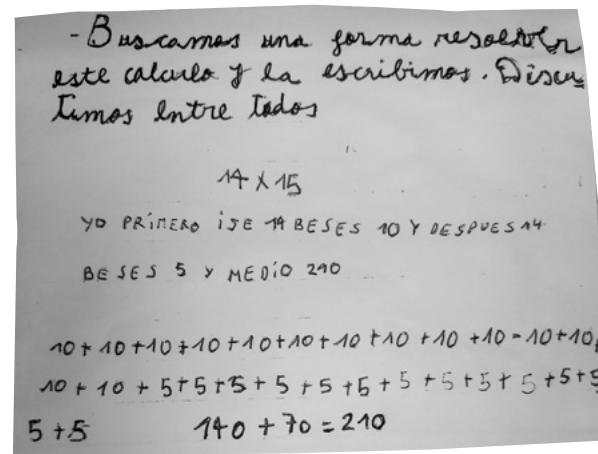 - Buscamos una forma resolver
este calculo y la escribimos. Discu
timos entre todos
14 X 15
YO PRIMERO iJE 14 BESES 10 Y DESPUES 14
BESES 5 Y MEDiO 210
10 + 10 + 10 + 10 + 10 + 10 + 10 + 10 + 10 + 10 - 10 + 10,
10 + 10 + 5 + 5 + 5 + 5 + 5 + 5 + 5 + 5 + 5 + 5 + 5 + 5
5 + 5 140 + 70 = 210